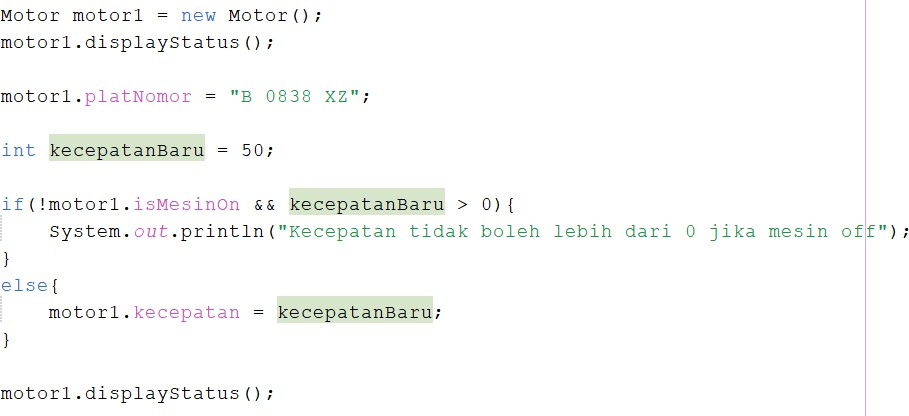 Motor motor1 = new Motor();
motor1.displayStatus();
motor1.platNomor = "B 0838 XZ";
int kecepatanBaru = 50;
if(!motor1.isMesinOn && kecepatanBaru > 0){
System.out.println("Kecepatan tidak boleh lebih dari 0 jika mesin off");
}
else{
motor1.kecepatan = kecepatanBaru;
}
motor1.displayStatus();